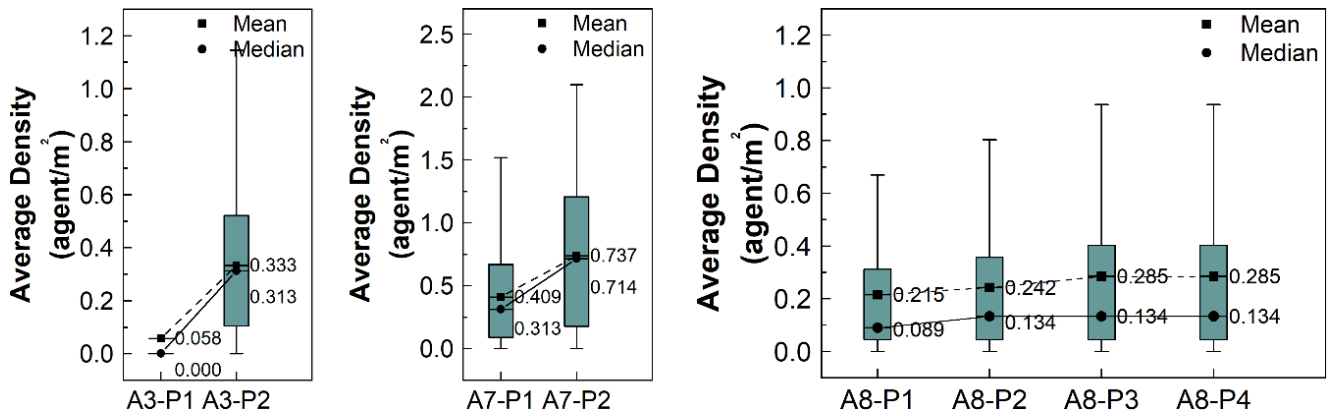 Mean
Median
Average Density
(agent/m²)
1.2
1.0
0.8
0.6
0.4
0.2
0.0
0.333
0.313
0.058
0.000
A3-P1 A3-P2
Mean
Median
Average Density
(agent/m²)
2.5
2.0
1.5
1.0
0.5
0.0
0.737
0.714
0.409
0.313
A7-P1 A7-P2
Mean
Median
Average Density
(agent/m²)
1.2
1.0
0.8
0.6
0.4
0.2
0.0
0.215
0.242
0.285
0.285
0.089
0.134
0.134
0.134
A8-P1 A8-P2 A8-P3 A8-P4